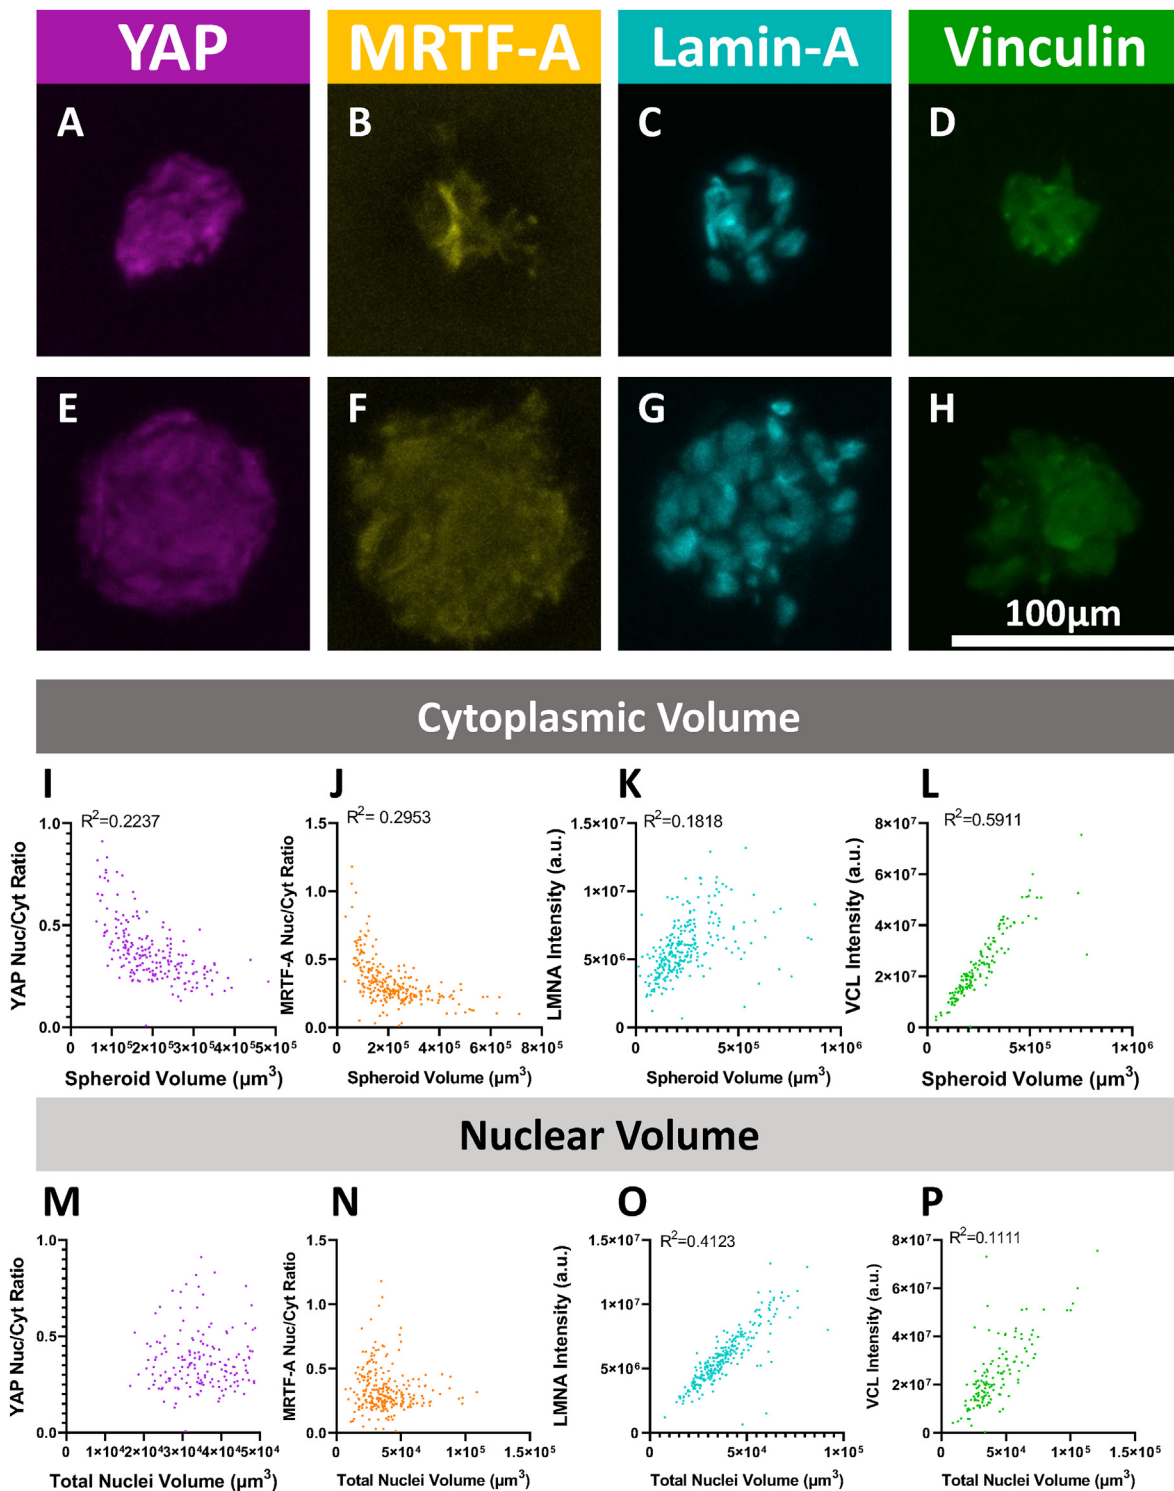 YAP MRTF-A Lamin-A Vinculin
A B C D
E F G H
100µm
Cytoplasmic Volume
I J K L
R²=0.2237 R²= 0.2953 R²=0.1818 R²=0.5911
YAP Nuc/Cyt Ratio
1.0
0.5
0.0
0 1×10⁵ 2×10⁵ 3×10⁵ 4×10⁵ 5×10⁵
Spheroid Volume (µm³)
MRTF-A Nuc/Cyt Ratio
1.5
1.0
0.5
0.0
0 2×10⁵ 4×10⁵ 6×10⁵ 8×10⁵
Spheroid Volume (µm³)
LMNA Intensity (a.u.)
1.5×10⁷
1×10⁷
5×10⁶
0
0 5×10⁵ 1×10⁶
Spheroid Volume (µm³)
VCL Intensity (a.u.)
8×10⁷
6×10⁷
4×10⁷
2×10⁷
0
0 5×10⁵ 1×10⁶
Spheroid Volume (µm³)
Nuclear Volume
M N O P
R²=0.4123 R²=0.1111
YAP Nuc/Cyt Ratio
1.0
0.5
0.0
0 1×10⁴ 2×10⁴ 3×10⁴ 4×10⁴ 5×10⁴
Total Nuclei Volume (µm³)
MRTF-A Nuc/Cyt Ratio
1.5
1.0
0.5
0.0
0 5×10⁴ 1×10⁵ 1.5×10⁵
Total Nuclei Volume (µm³)
LMNA Intensity (a.u.)
1.5×10⁷
1×10⁷
5×10⁶
0
0 5×10⁴ 1×10⁵
Total Nuclei Volume (µm³)
VCL Intensity (a.u.)
8×10⁷
6×10⁷
4×10⁷
2×10⁷
0
0 5×10⁴ 1×10⁵ 1.5×10⁵
Total Nuclei Volume (µm³)